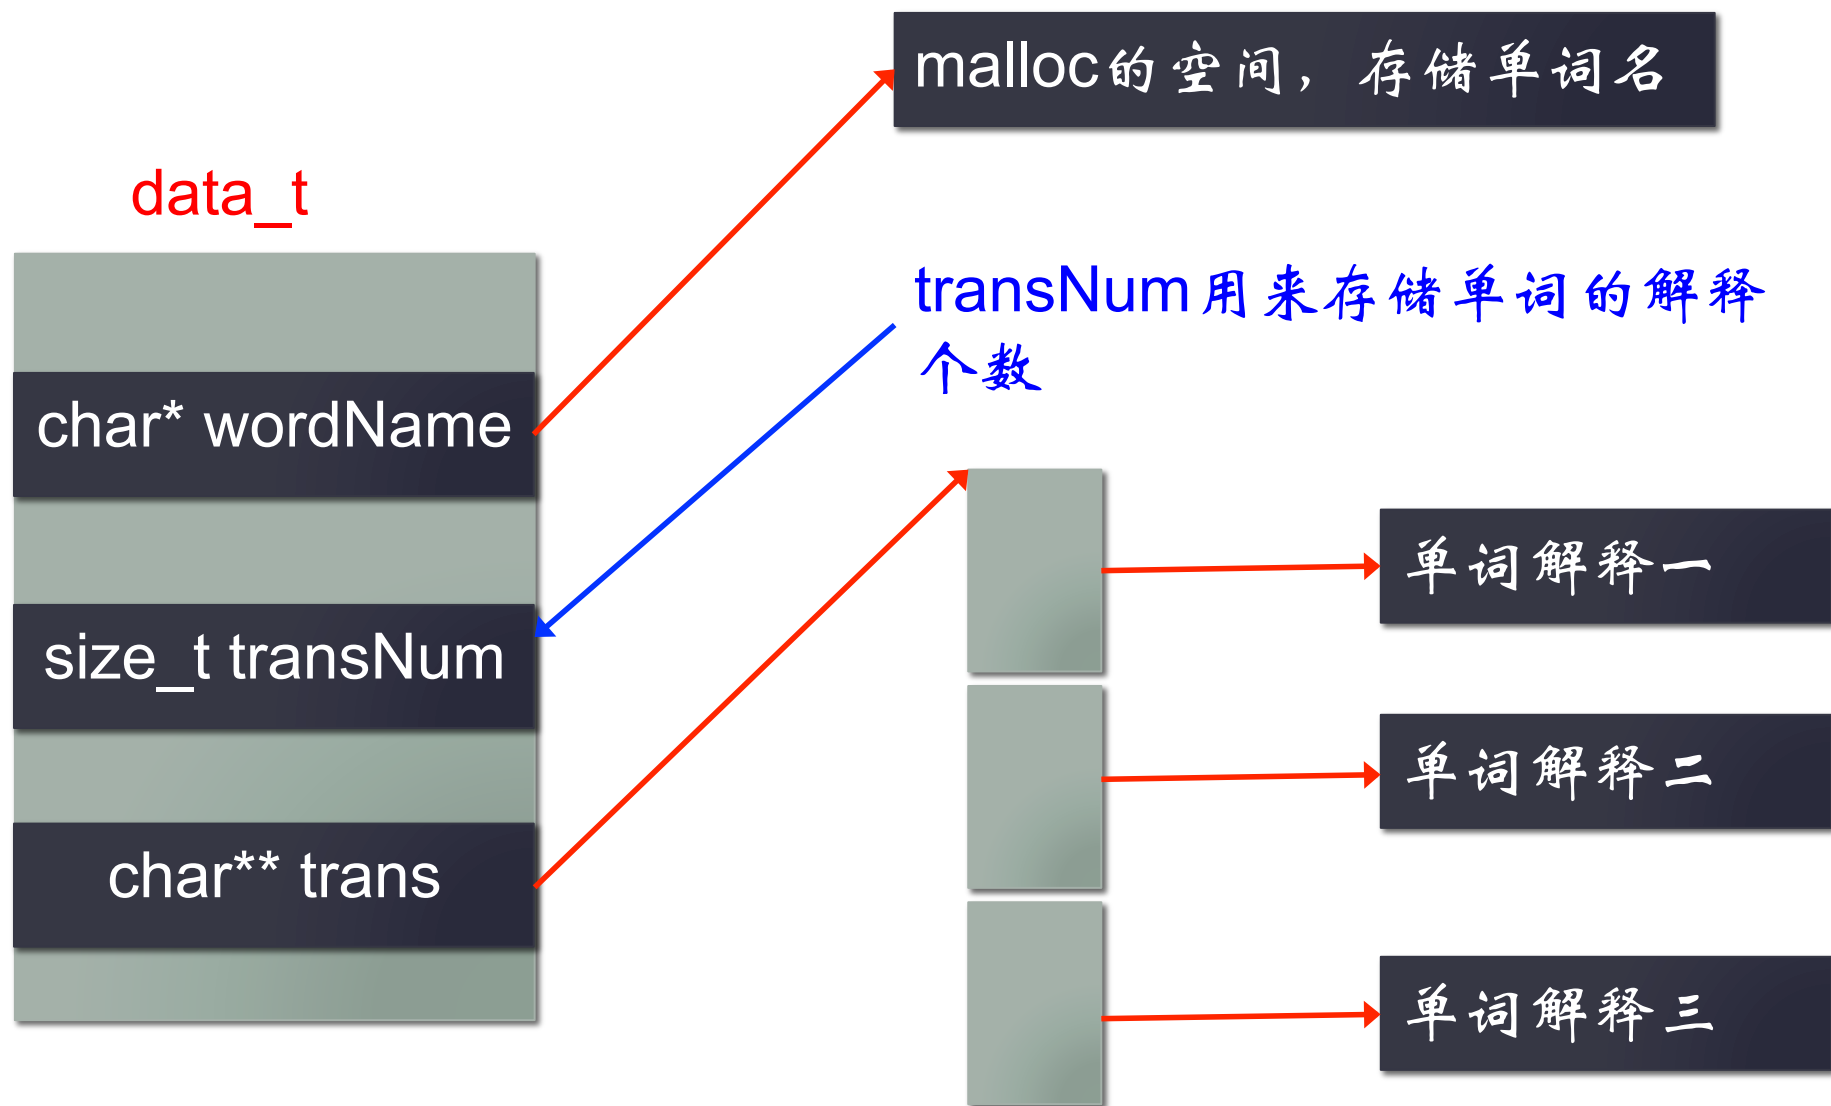 malloc的空间，存储单词名
data_t
transNum用来存储单词的解释
个数
char* wordName
size_t transNum
char** trans
单词解释一
单词解释二
单词解释三